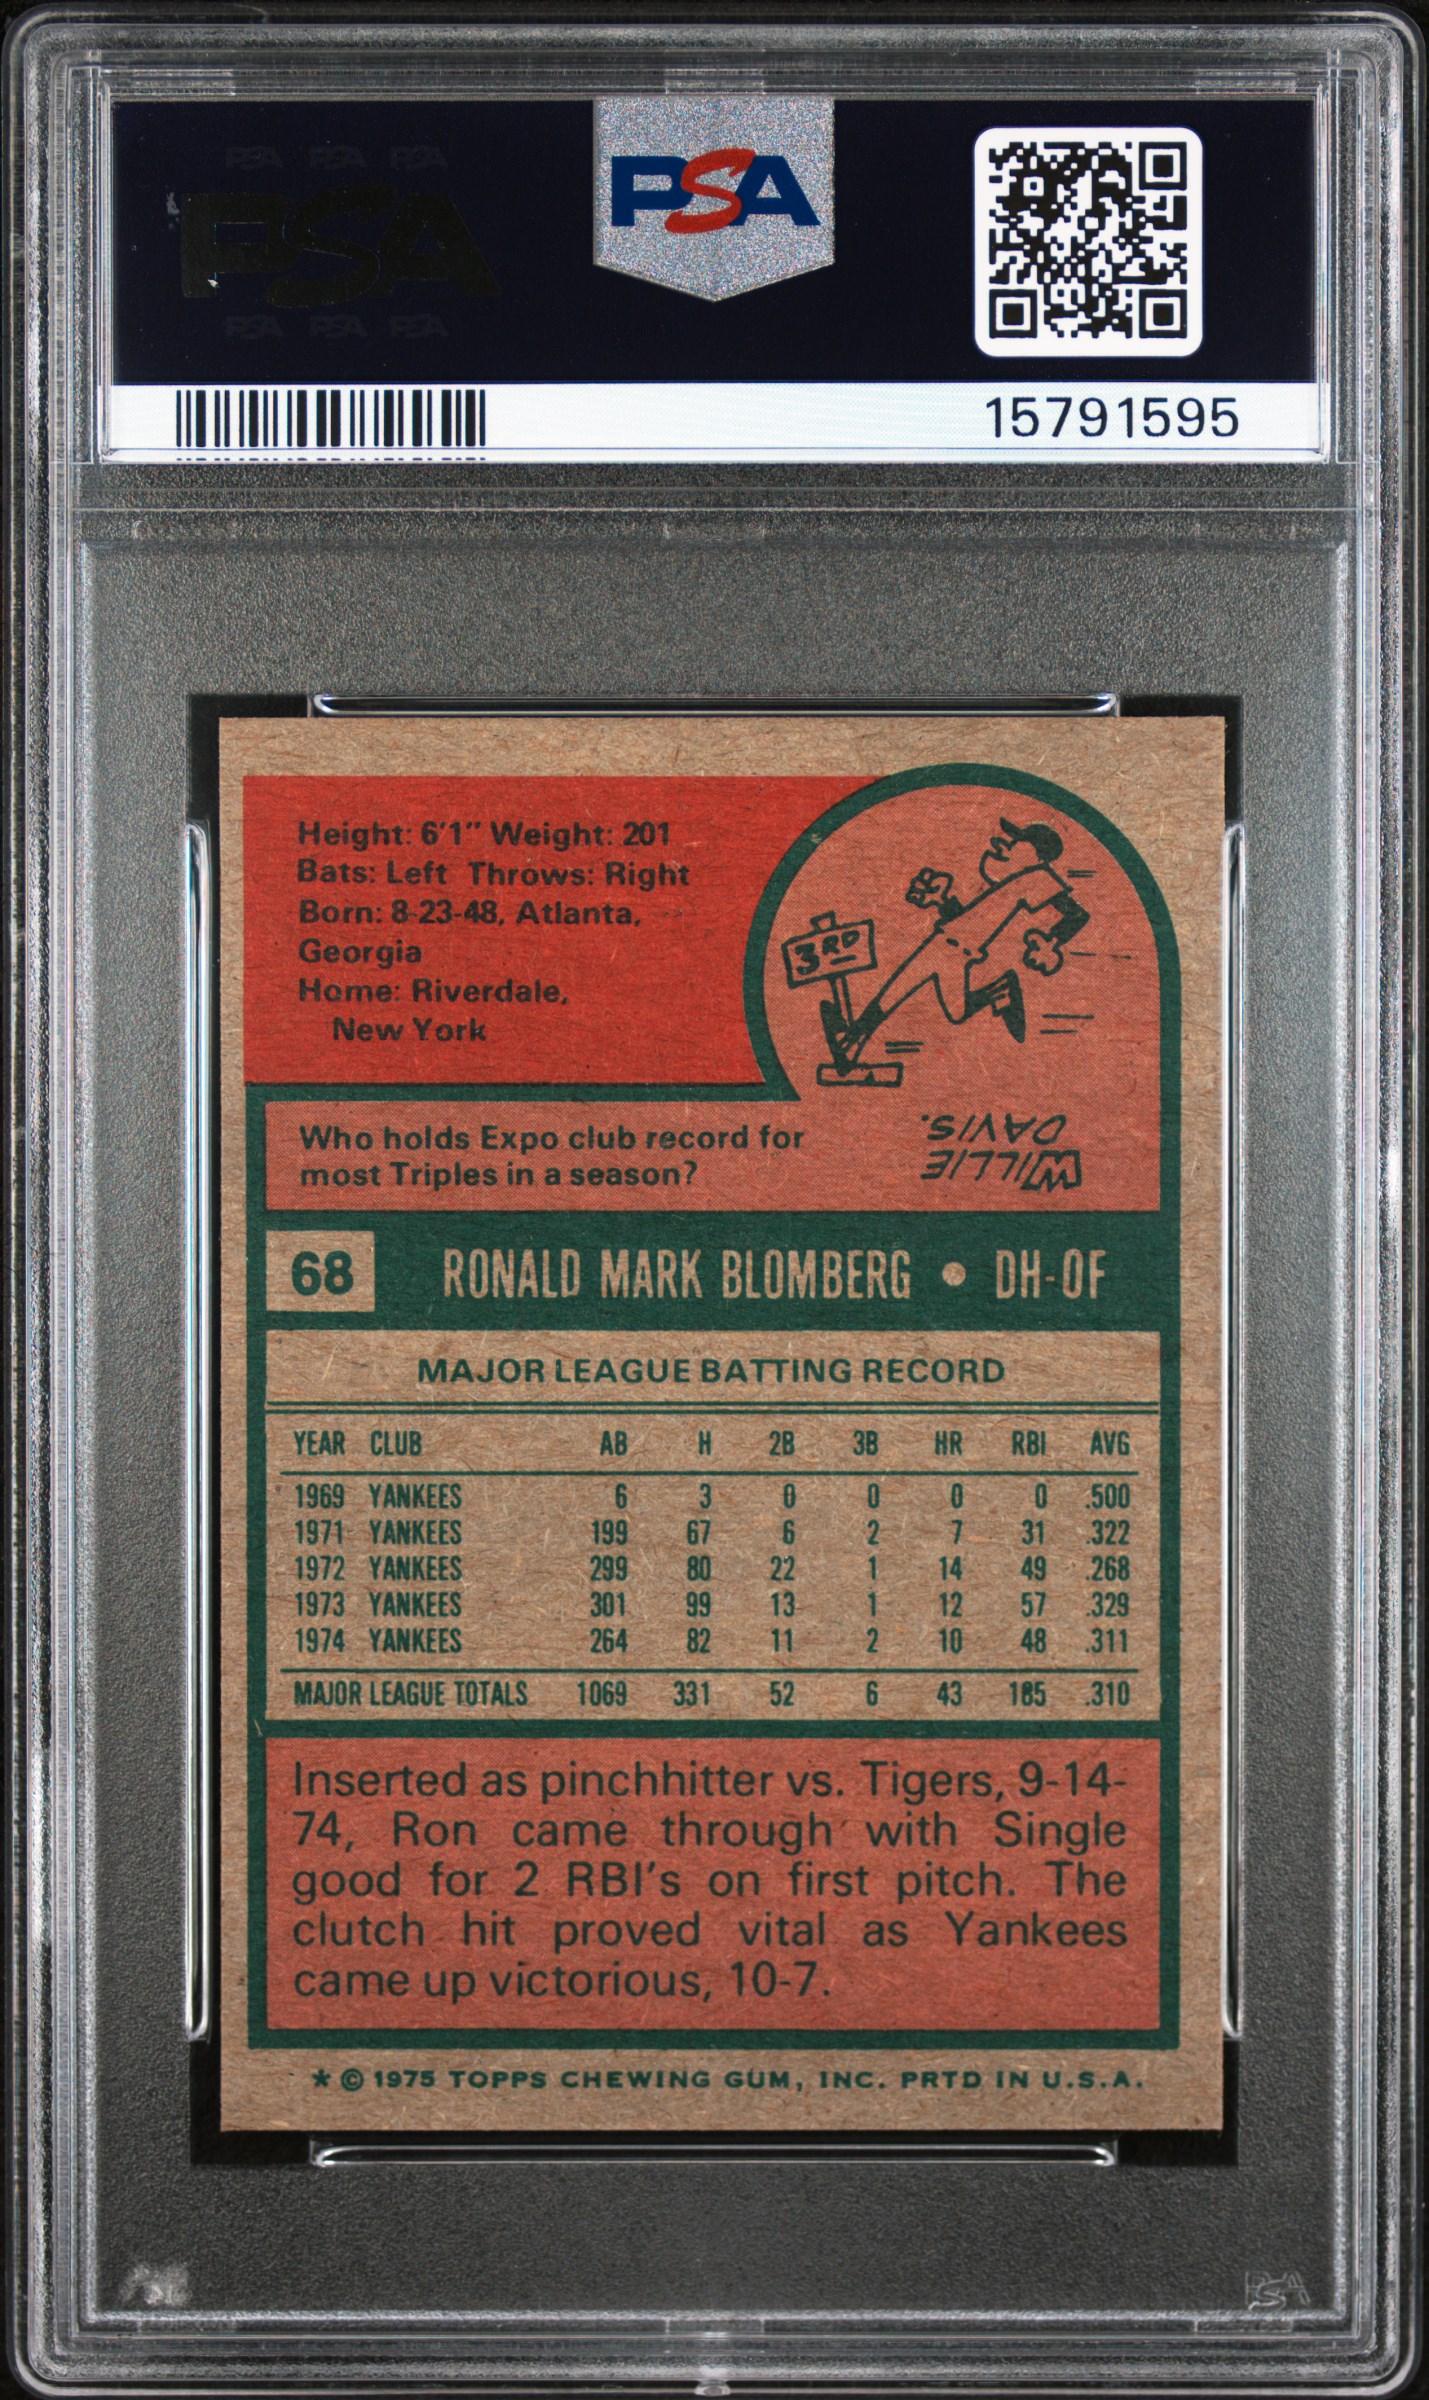 PSA PSA PSA
PSA
PSA PSA PSA
PSA
15791595
Height: 6'1" Weight: 201
Bats: Left Throws: Right
Born: 8-23-48, Atlanta,
Georgia
Home: Riverdale,
New York
3RD
Who holds Expo club record for
most Triples in a season?
WILLIE
DAVIS.
68 RONALD MARK BLOMBERG • DH-OF
MAJOR LEAGUE BATTING RECORD
YEAR CLUB AB H 2B 3B HR RBI AVG
1969 YANKEES 6 3 0 0 0 0 .500
1971 YANKEES 199 67 6 2 7 31 .322
1972 YANKEES 299 80 22 1 14 49 .268
1973 YANKEES 301 99 13 1 12 57 .329
1974 YANKEES 264 82 11 2 10 48 .311
MAJOR LEAGUE TOTALS 1069 331 52 6 43 185 .310
Inserted as pinchhitter vs. Tigers, 9-14-
74, Ron came through with Single
good for 2 RBI's on first pitch. The
clutch hit proved vital as Yankees
came up victorious, 10-7.
* © 1975 TOPPS CHEWING GUM, INC. PRTD IN U.S.A.
PSA